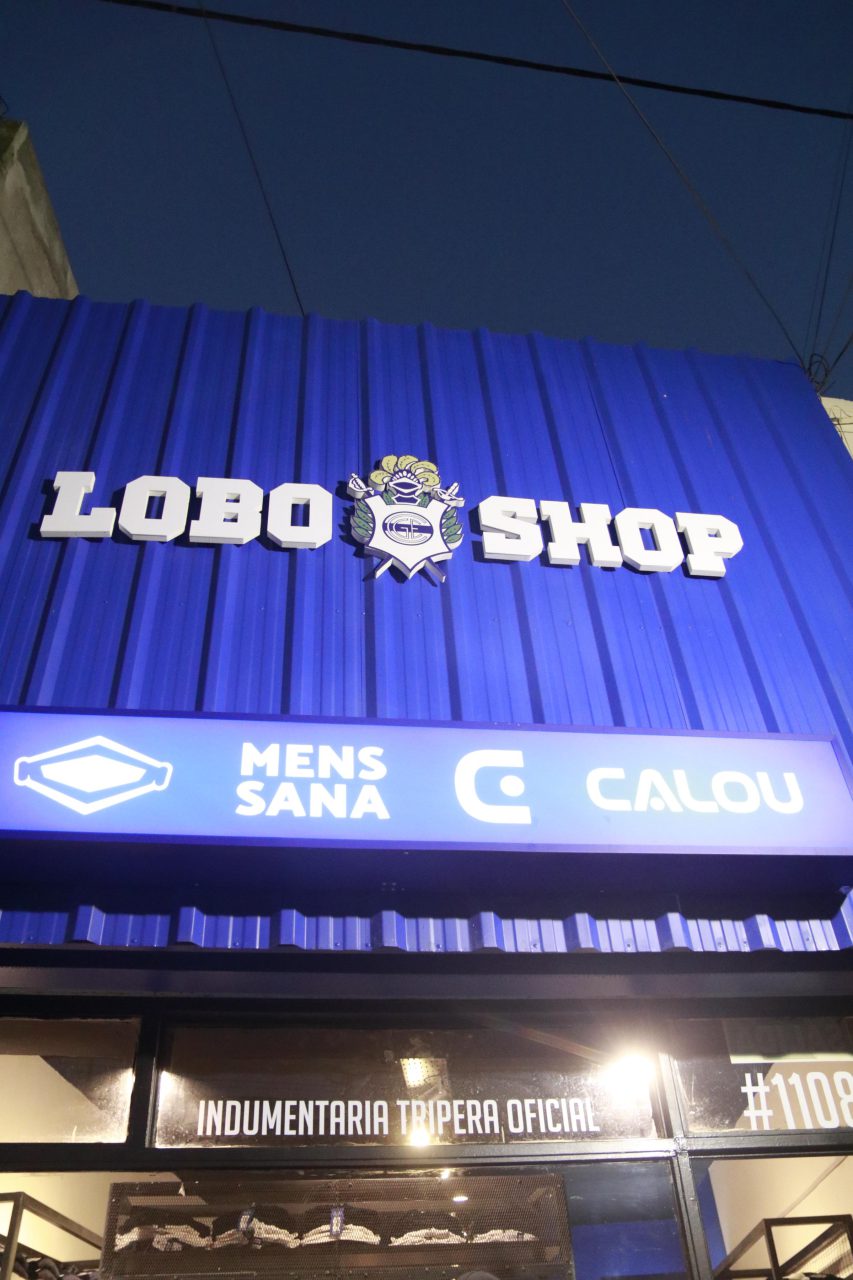 LOBO SHOP
MENS
SANA
CALOU
INDUMENTARIA TRIPERA OFICIAL
#1108